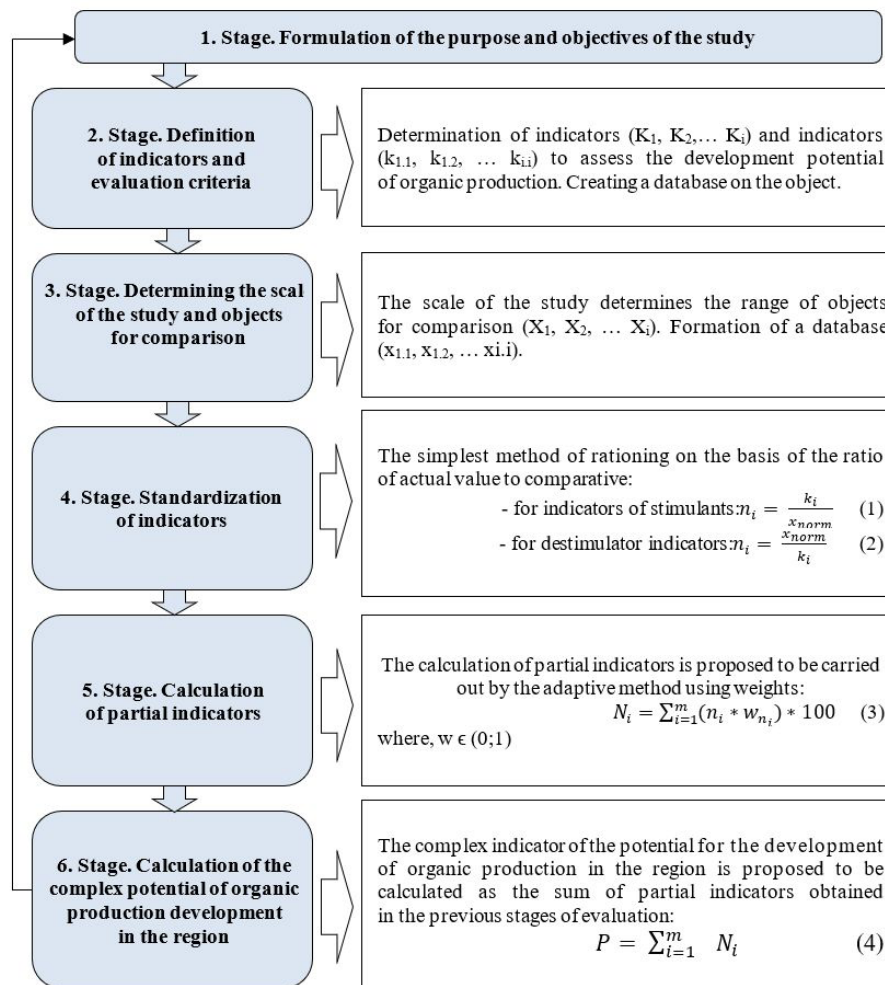 1. Stage. Formulation of the purpose and objectives of the study
2. Stage. Definition
of indicators and
evaluation criteria
Determination of indicators (K₁, K₂,... Kᵢ) and indicators
(k₁.₁, k₁.₂, ... kᵢ.ᵢ) to assess the development potential
of organic production. Creating a database on the object.
3. Stage. Determining the scal
of the study and objects
for comparison
The scale of the study determines the range of objects
for comparison (X₁, X₂, ... Xᵢ). Formation of a database
(x₁.₁, x₁.₂, ... xi.i).
4. Stage. Standardization
of indicators
The simplest method of rationing on the basis of the ratio
of actual value to comparative:
- for indicators of stimulants:nᵢ = kᵢ / x_norm (1)
- for destimulator indicators:nᵢ = x_norm / kᵢ (2)
5. Stage. Calculation
of partial indicators
The calculation of partial indicators is proposed to be carried
out by the adaptive method using weights:
Nᵢ = ∑ᵢ₌₁ᵐ(nᵢ * w_nᵢ) * 100 (3)
where, w ϵ (0;1)
6. Stage. Calculation of the
complex potential of organic
production development
in the region
The complex indicator of the potential for the development
of organic production in the region is proposed to be
calculated as the sum of partial indicators obtained
in the previous stages of evaluation:
P = ∑ᵢ₌₁ᵐ Nᵢ (4)